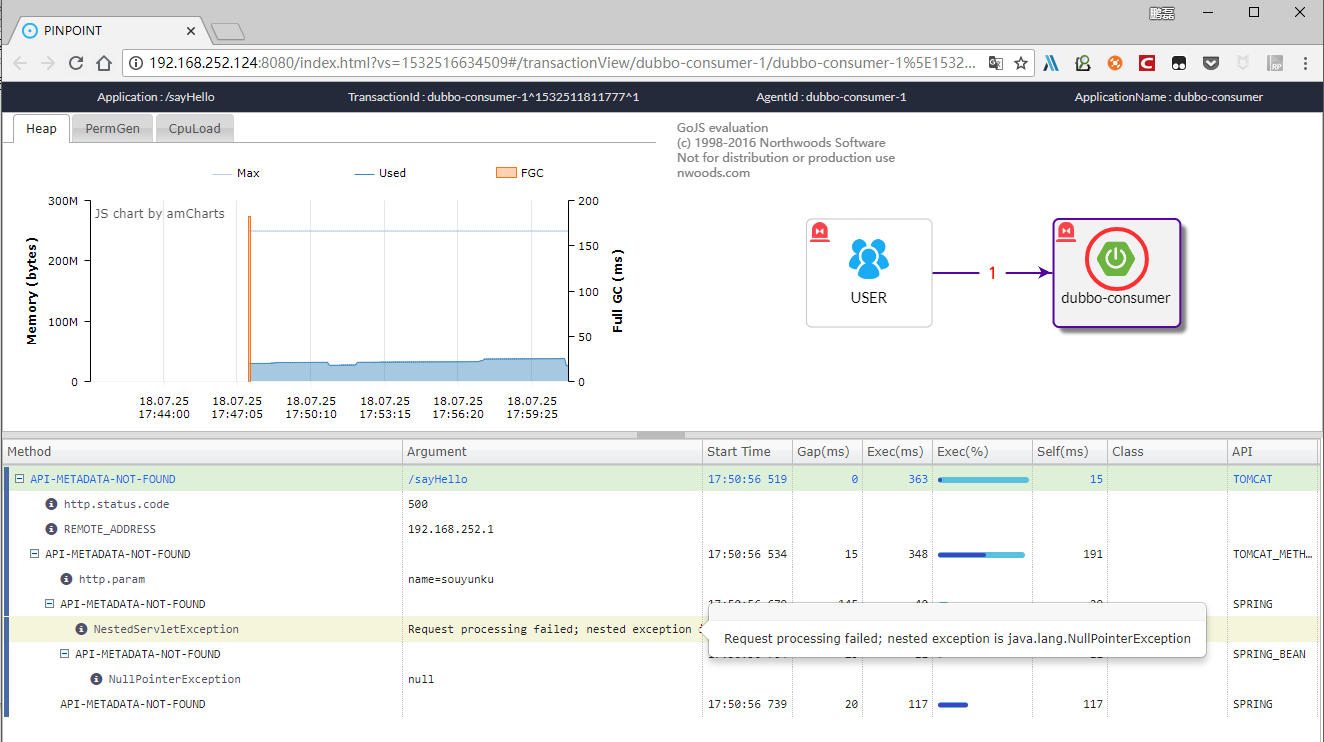 鹏磊
PINPOINT
192.168.252.124:8080/index.html?vs=1532516634509#/transactionView/dubbo-consumer-1/dubbo-consumer-1%5E1532...
Application : /sayHello TransactionId : dubbo-consumer-1^1532511811777^1 AgentId : dubbo-consumer-1 ApplicationName : dubbo-consumer
Heap PermGen CpuLoad
GoJS evaluation
(c) 1998-2016 Northwoods Software
Not for distribution or production use
nwoods.com
Max Used FGC
JS chart by amCharts
Memory (bytes)
300M
200M
100M
0
Full GC (ms)
200
150
100
50
0
18.07.25 18.07.25 18.07.25 18.07.25 18.07.25 18.07.25
17:44:00 17:47:05 17:50:10 17:53:15 17:56:20 17:59:25
USER
1
dubbo-consumer
Method Argument Start Time Gap(ms) Exec(ms) Exec(%) Self(ms) Class API
API-METADATA-NOT-FOUND /sayHello 17:50:56 519 0 363 15 TOMCAT
http.status.code 500
REMOTE_ADDRESS 192.168.252.1
API-METADATA-NOT-FOUND 17:50:56 534 15 348 191 TOMCAT_METH...
http.param name=souyunku
API-METADATA-NOT-FOUND SPRING
NestedServletException Request processing failed; nested exception
Request processing failed; nested exception is java.lang.NullPointerException
API-METADATA-NOT-FOUND SPRING_BEAN
NullPointerException null
API-METADATA-NOT-FOUND 17:50:56 739 20 117 117 SPRING